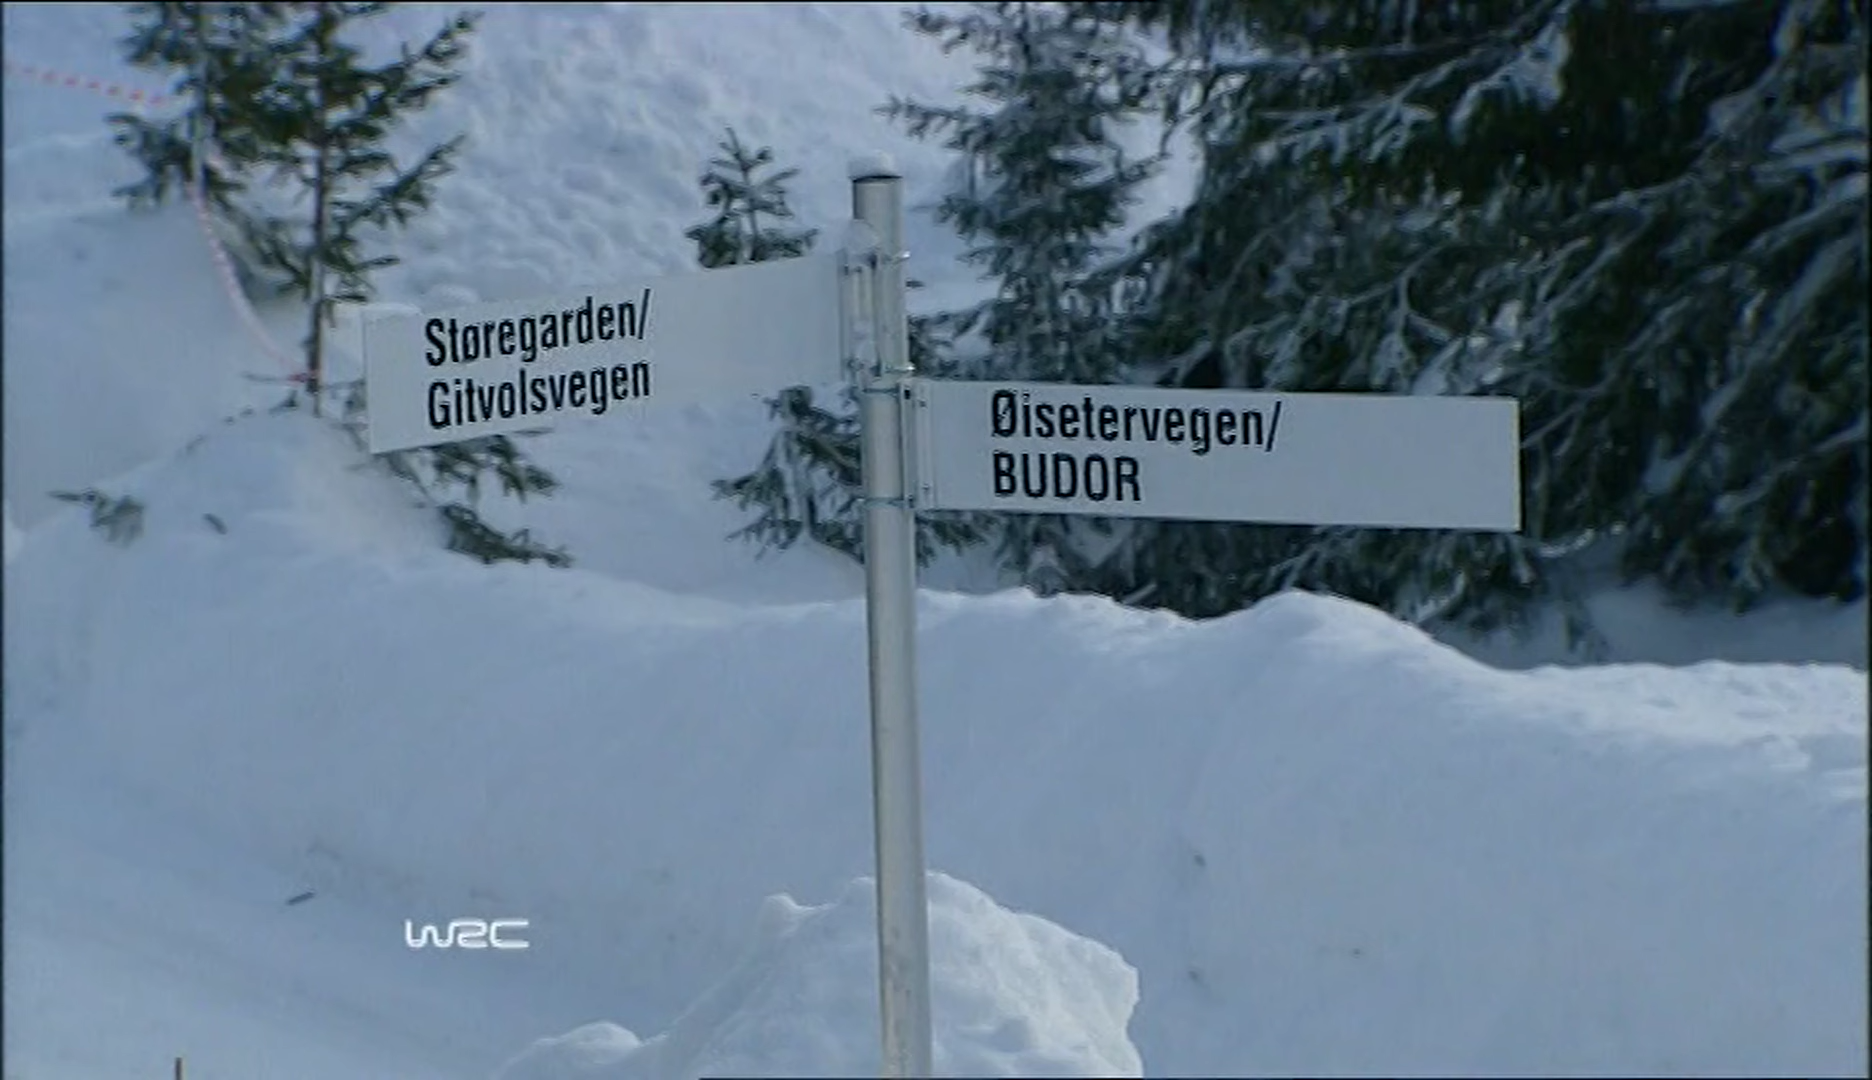 Støregarden/
Gitvolsvegen
Øisetervegen/
BUDOR
WRC